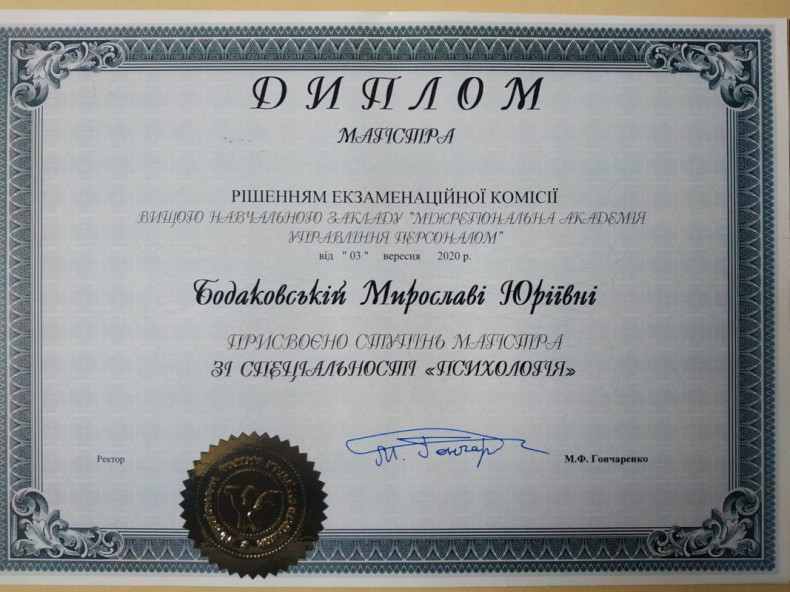 ДИПЛОМ
МАГІСТРА
РІШЕННЯМ ЕКЗАМЕНАЦІЙНОЇ КОМІСІЇ
ВИЩОГО НАВЧАЛЬНОГО ЗАКЛАДУ "МІЖРЕГІОНАЛЬНА АКАДЕМІЯ
УПРАВЛІННЯ ПЕРСОНАЛОМ"
від "03" вересня 2020 р.
Бодаковській Мирославі Юріївні
ПРИСВОЄНО СТУПІНЬ МАГІСТРА
ЗІ СПЕЦІАЛЬНОСТІ «ПСИХОЛОГІЯ»
М. Гончар
Ректор
М.Ф. Гончаренко